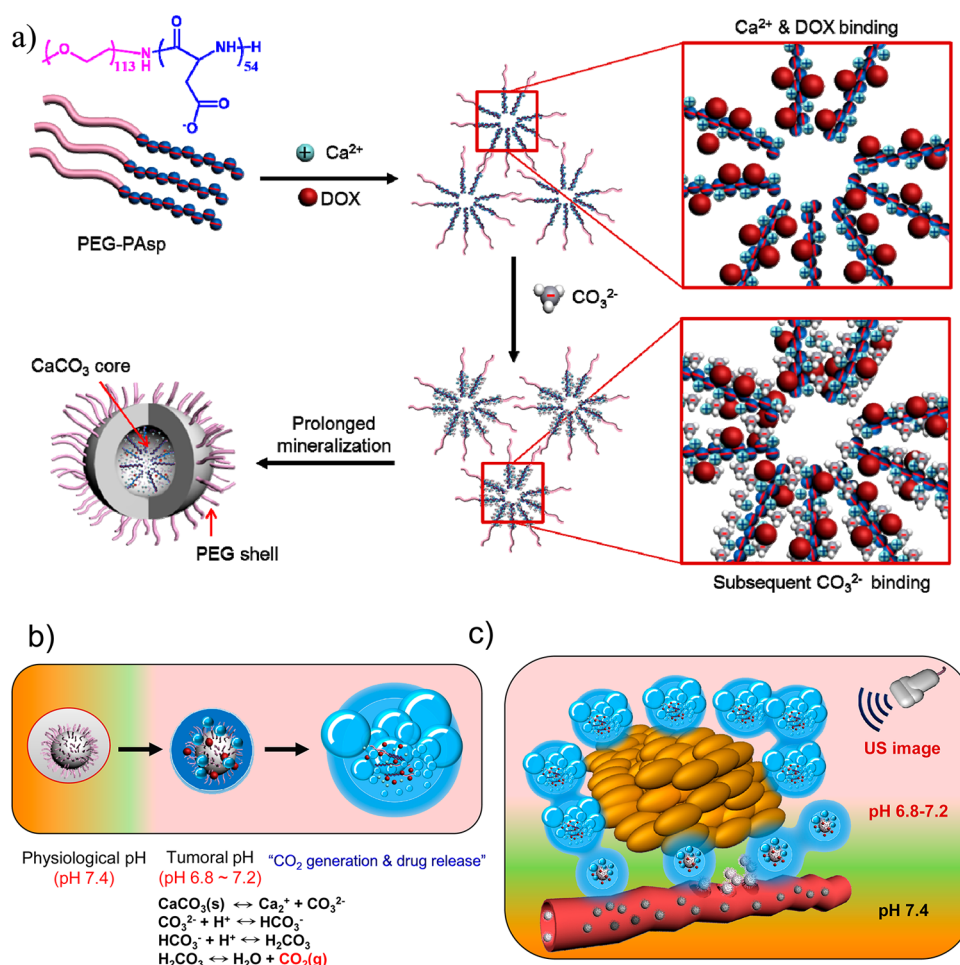 a)
O
O
N
H
NH
H
113
54
O
O-
PEG-PAsp
Ca²⁺
DOX
Ca²⁺ & DOX binding
CO₃²⁻
CaCO₃ core
Prolonged
mineralization
PEG shell
Subsequent CO₃²⁻ binding
b)
Physiological pH
(pH 7.4)
Tumoral pH
(pH 6.8 ~ 7.2)
“CO₂ generation & drug release”
CaCO₃(s) ↔ Ca₂⁺ + CO₃²⁻
CO₃²⁻ + H⁺ ↔ HCO₃⁻
HCO₃⁻ + H⁺ ↔ H₂CO₃
H₂CO₃ ↔ H₂O + CO₂(g)
c)
US image
pH 6.8-7.2
pH 7.4